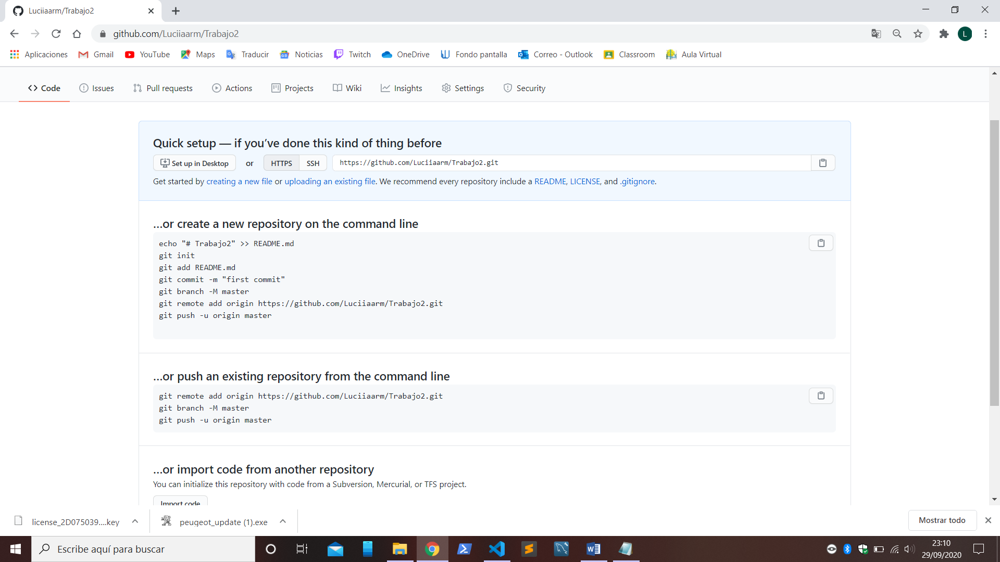 Luciiaarm/Trabajo2
github.com/Luciiaarm/Trabajo2
L
Aplicaciones Gmail YouTube Maps Traducir Noticias Twitch OneDrive Fondo pantalla Correo - Outlook Classroom Aula Virtual
Code Issues Pull requests Actions Projects Wiki Insights Settings Security
Quick setup — if you’ve done this kind of thing before
Set up in Desktop or HTTPS SSH https://github.com/Luciiaarm/Trabajo2.git
Get started by creating a new file or uploading an existing file. We recommend every repository include a README, LICENSE, and .gitignore.
…or create a new repository on the command line
echo "# Trabajo2" >> README.md
git init
git add README.md
git commit -m "first commit"
git branch -M master
git remote add origin https://github.com/Luciiaarm/Trabajo2.git
git push -u origin master
…or push an existing repository from the command line
git remote add origin https://github.com/Luciiaarm/Trabajo2.git
git branch -M master
git push -u origin master
…or import code from another repository
You can initialize this repository with code from a Subversion, Mercurial, or TFS project.
Import code
license_2D075039....key peugeot_update (1).exe Mostrar todo
Escribe aquí para buscar
23:10
29/09/2020